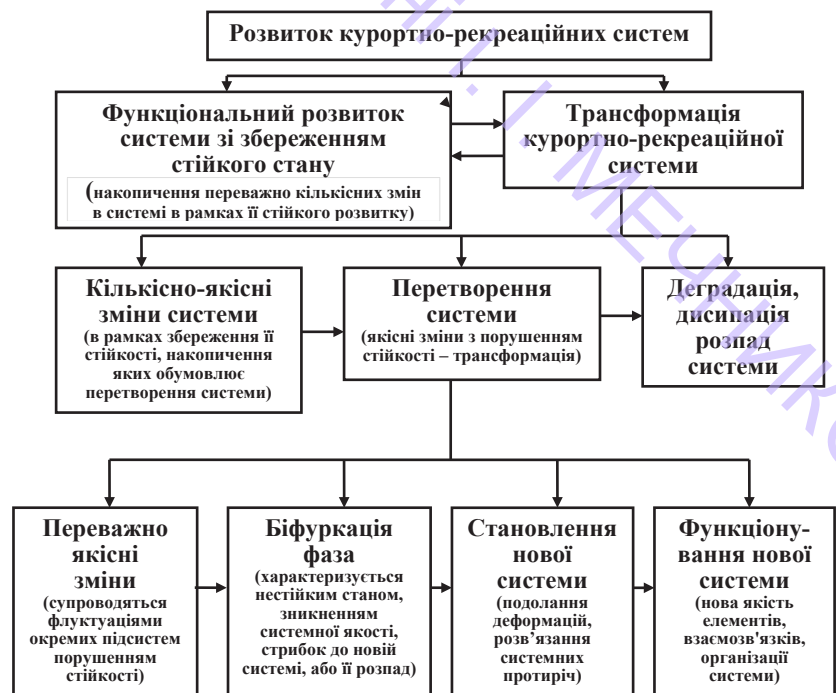 Розвиток курортно-рекреаційних систем
Функціональний розвиток
системи зі збереженням
стійкого стану
(накопичення переважно кількісних змін
в системі в рамках її стійкого розвитку)
Трансформація
курортно-рекреаційної
системи
Кількісно-якісні
зміни системи
(в рамках збереження її
стійкості, накопичення
яких обумовлює
перетворення системи)
Перетворення
системи
(якісні зміни з порушенням
стійкості – трансформація)
Деградація,
дисипація
розпад
системи
Переважно
якісні
зміни
(супроводяться
флуктуаціями
окремих підсистем
порушенням
стійкості)
Біфуркація
фаза
(характеризується
нестійким станом,
зникненням
системної якості,
стрибок до новій
системі, або її розпад)
Становлення
нової
системи
(подолання
деформацій,
розв’язання
системних
протиріч)
Функціону-
вання нової
системи
(нова якість
елементів,
взаємозв'язків,
організації
системи)
І. І. МЕЧНИКО